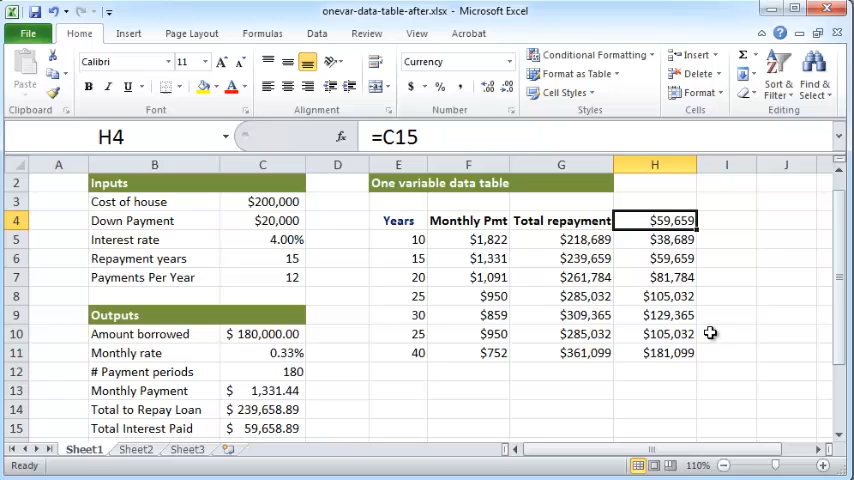 onevar-data-table-after.xlsx - Microsoft Excel
File Home Insert Page Layout Formulas Data Review View Acrobat
Paste Calibri 11 A A Currency Conditional Formatting Insert Σ
B I U A $ % , Format as Table Delete Sort & Find &
Cell Styles Format Filter Select
Clipboard Font Alignment Number Styles Cells Editing
H4 fx =C15
A B C D E F G H I J
2 Inputs One variable data table
3 Cost of house $200,000
4 Down Payment $20,000 Years Monthly Pmt Total repayment $59,659
5 Interest rate 4.00% 10 $1,822 $218,689 $38,689
6 Repayment years 15 15 $1,331 $239,659 $59,659
7 Payments Per Year 12 20 $1,091 $261,784 $81,784
8 25 $950 $285,032 $105,032
9 Outputs 30 $859 $309,365 $129,365
10 Amount borrowed $ 180,000.00 25 $950 $285,032 $105,032
11 Monthly rate 0.33% 40 $752 $361,099 $181,099
12 # Payment periods 180
13 Monthly Payment $ 1,331.44
14 Total to Repay Loan $ 239,658.89
15 Total Interest Paid $ 59,658.89
Sheet1 Sheet2 Sheet3
Ready 110%